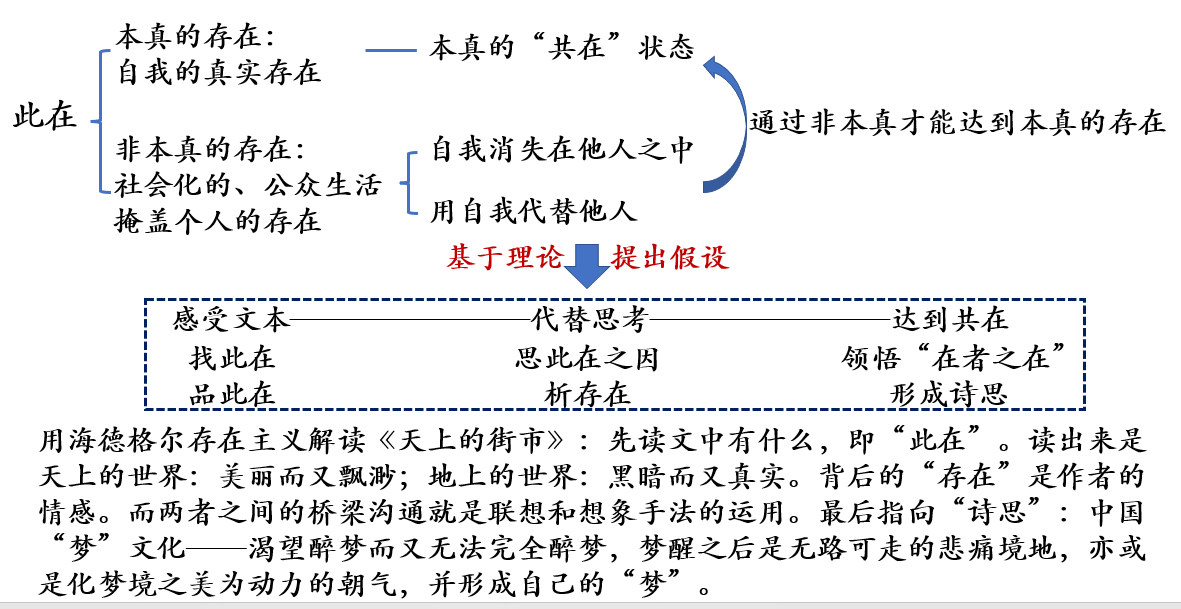 本真的存在：
自我的真实存在
本真的“共在”状态
此在
通过非本真才能达到本真的存在
非本真的存在：
社会化的、公众生活
掩盖个人的存在
自我消失在他人之中
用自我代替他人
基于理论 提出假设
感受文本————代替思考————达到共在
找此在 思此在之因 领悟“在者之在”
品此在 析存在 形成诗思
用海德格尔存在主义解读《天上的街市》：先读文中有什么，即“此在”。读出来是
天上的世界：美丽而又飘渺；地上的世界：黑暗而又真实。背后的“存在”是作者的
情感。而两者之间的桥梁沟通就是联想和想象手法的运用。最后指向“诗思”：中国
“梦”文化——渴望醉梦而又无法完全醉梦，梦醒之后是无路可走的悲痛境地，亦或
是化梦境之美为动力的朝气，并形成自己的“梦”。